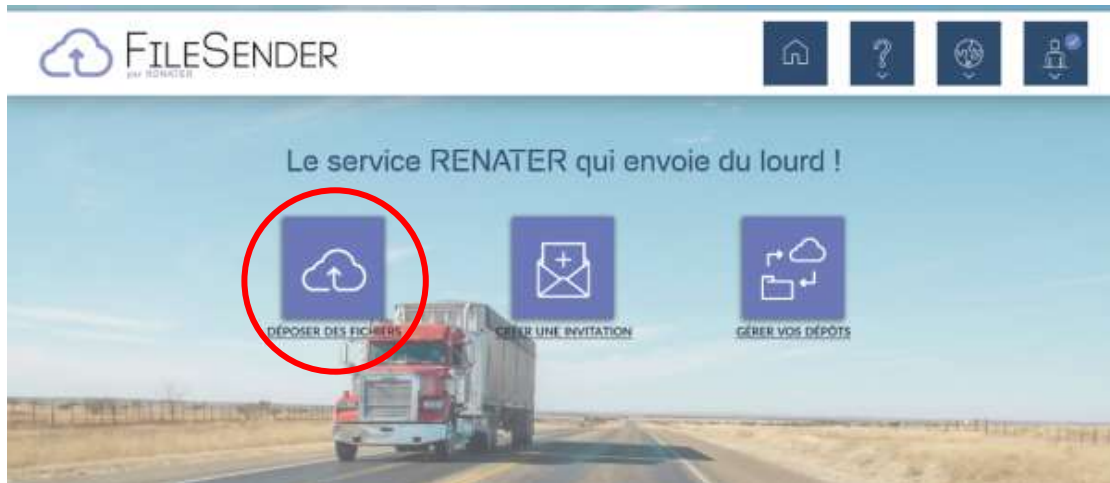 FILESENDER
par RENATER
?
Le service RENATER qui envoie du lourd !
DÉPOSER DES FICHIERS
CRÉER UNE INVITATION
GÉRER VOS DÉPÔTS